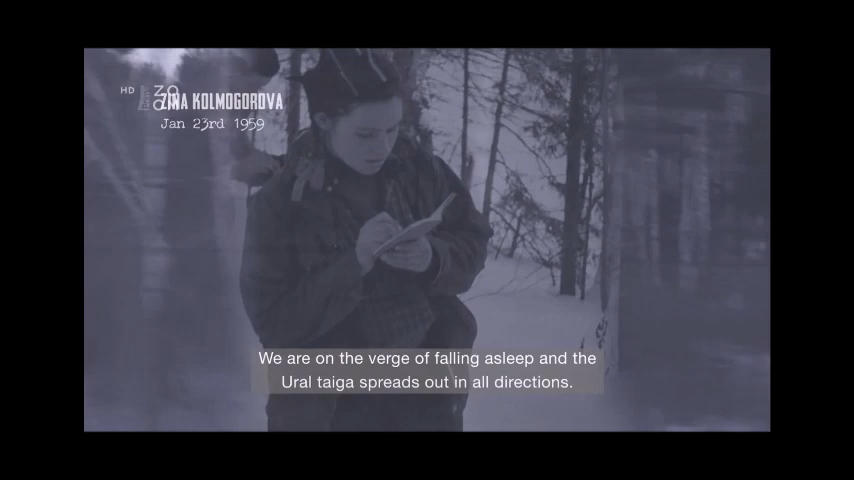 HD
ZINA KOLMOGOROVA
Jan 23rd 1959
We are on the verge of falling asleep and the
Ural taiga spreads out in all directions.